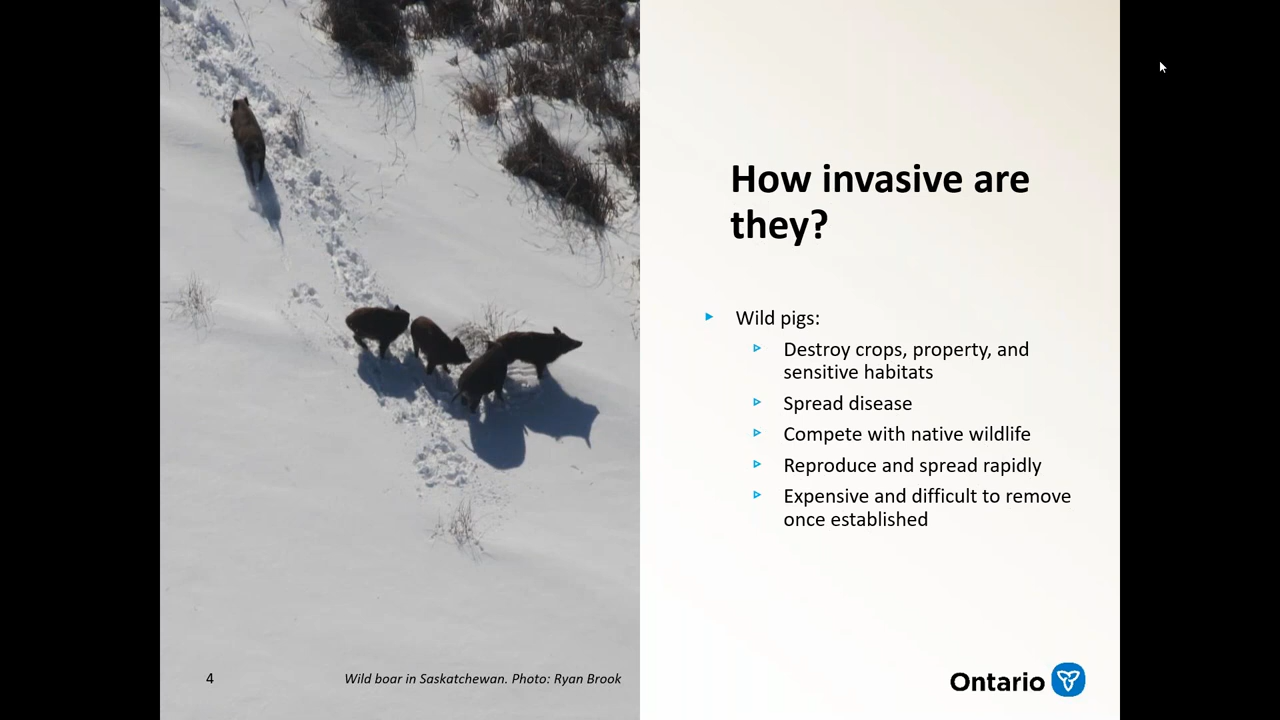 How invasive are
they?
Wild pigs:
Destroy crops, property, and
sensitive habitats
Spread disease
Compete with native wildlife
Reproduce and spread rapidly
Expensive and difficult to remove
once established
4
Wild boar in Saskatchewan. Photo: Ryan Brook
Ontario